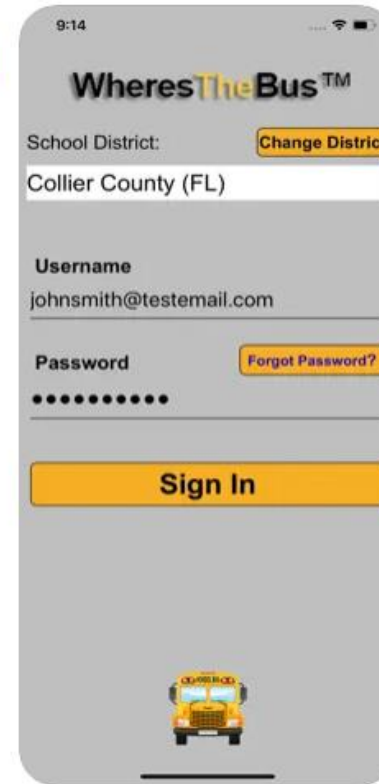 9:14
WheresTheBus™
School District:
Change Distric
Collier County (FL)
Username
johnsmith@testemail.com
Password
Forgot Password?
●●●●●●●●●●
Sign In